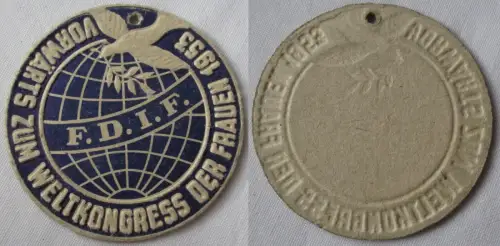 VORWÄRTS ZUM WELTKONGRESS DER FRAUEN 1953
F.D.I.F.